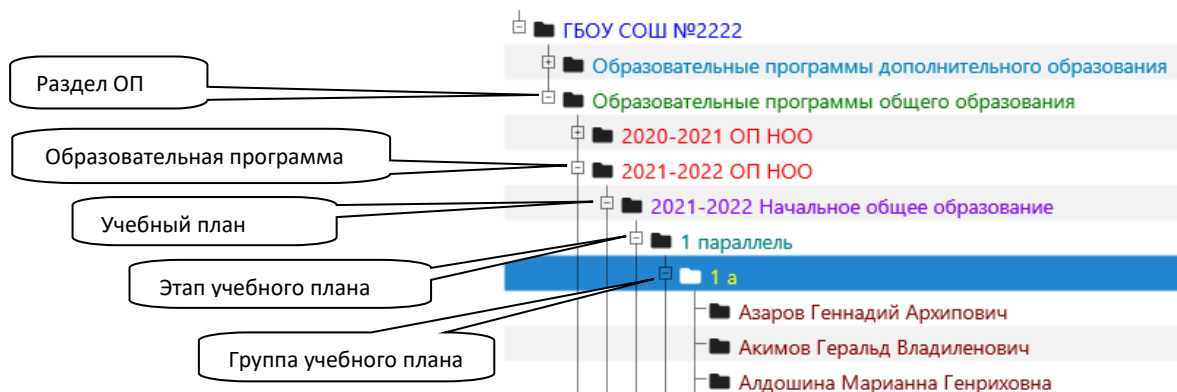 ГБОУ СОШ №2222
Образовательные программы дополнительного образования
Раздел ОП
Образовательные программы общего образования
2020-2021 ОП НОО
Образовательная программа
2021-2022 ОП НОО
2021-2022 Начальное общее образование
Учебный план
1 параллель
Этап учебного плана
1 а
Азаров Геннадий Архипович
Группа учебного плана
Акимов Геральд Владиленович
Алдошина Марианна Генриховна